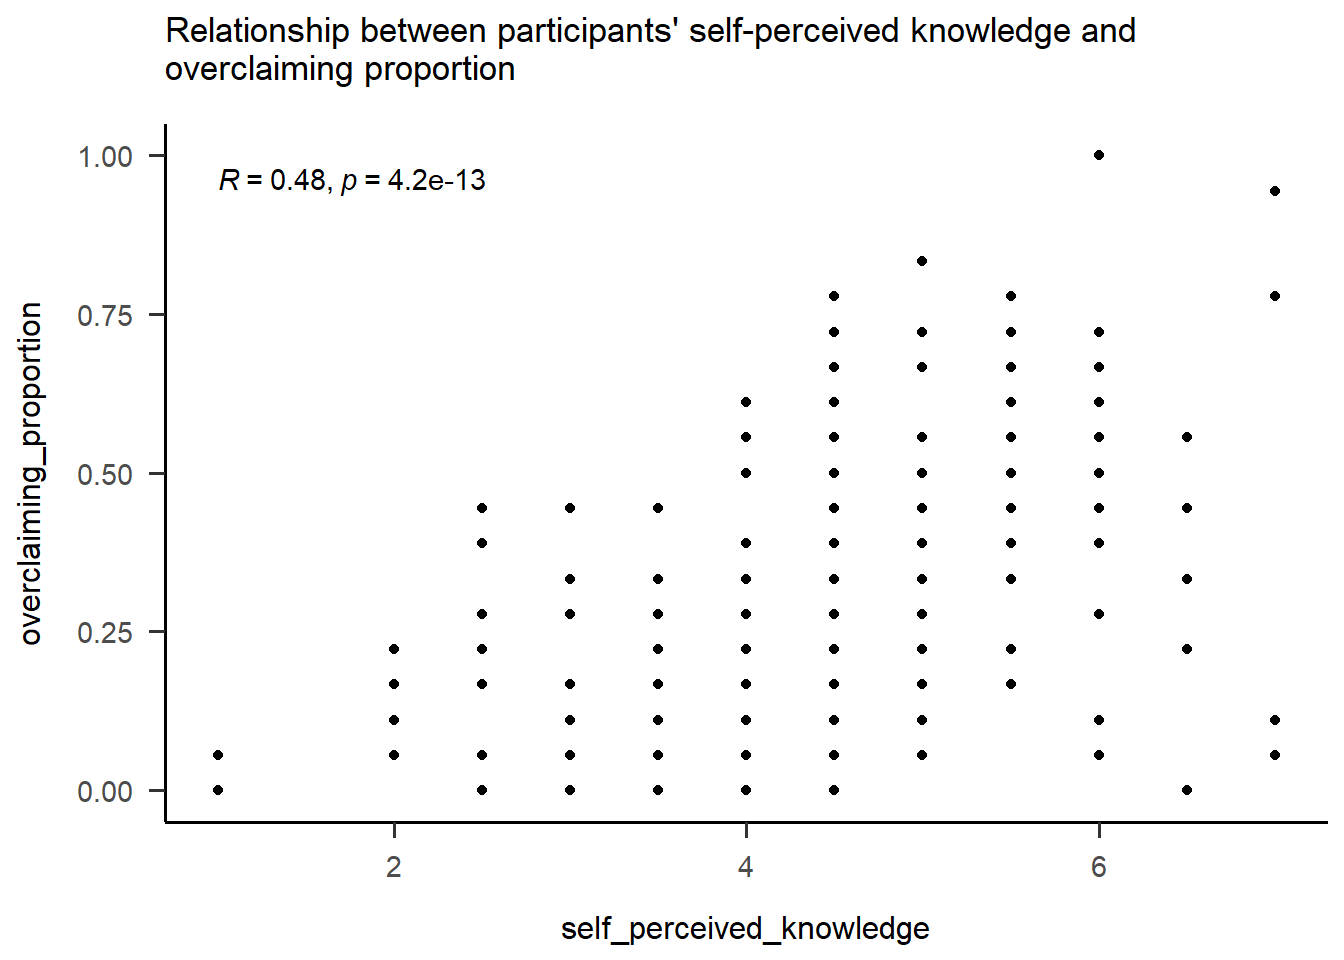 Relationship between participants' self-perceived knowledge and
overclaiming proportion
R = 0.48, p = 4.2e-13
1.00
0.75
0.50
0.25
0.00
overclaiming_proportion
2
4
6
self_perceived_knowledge